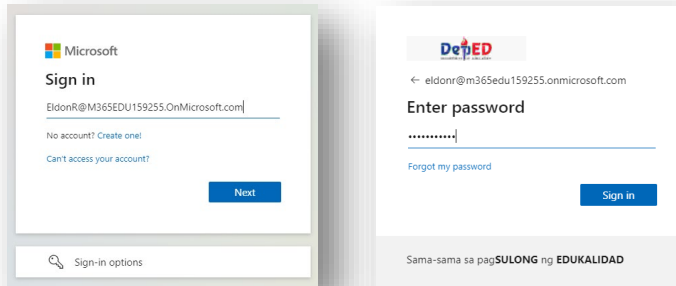 Microsoft
Sign in
EldonR@M365EDU159255.OnMicrosoft.com
No account? Create one!
Can't access your account?
Next
Sign-in options
DepED
← eldonr@m365edu159255.onmicrosoft.com
Enter password
•••••••••••
Forgot my password
Sign in
Sama-sama sa pagSULONG ng EDUKALIDAD